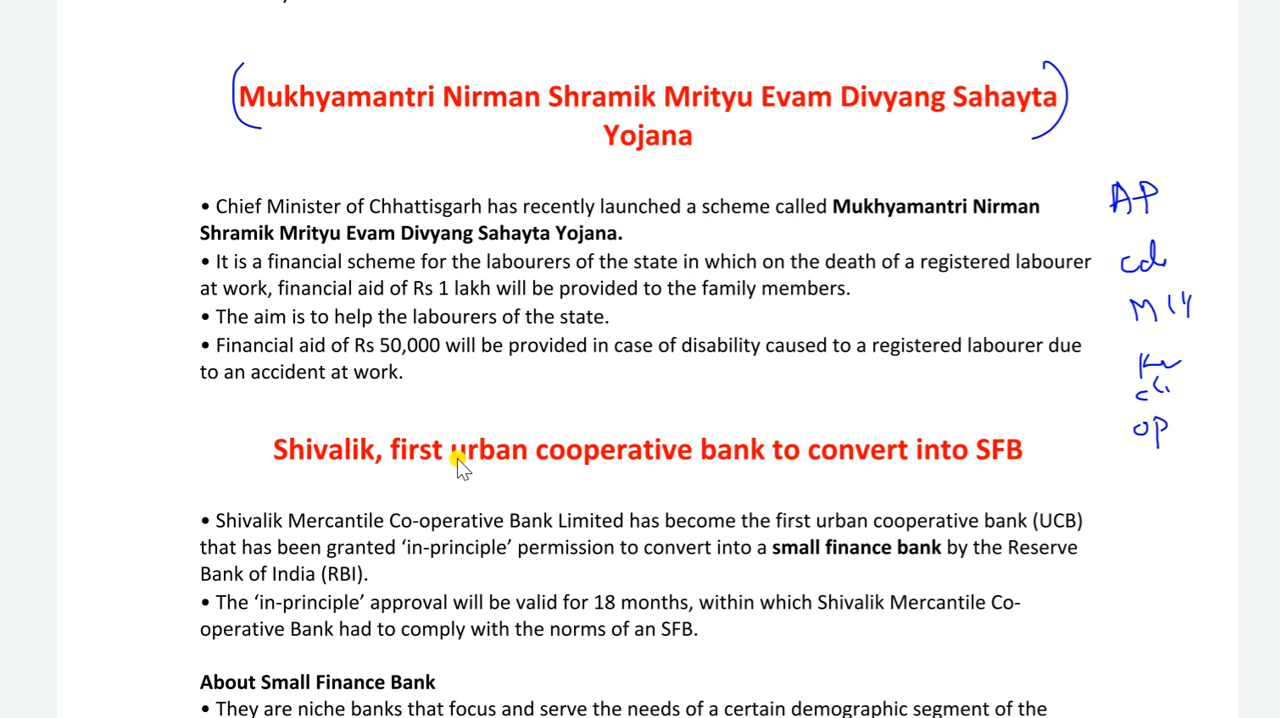 Mukhyamantri Nirman Shramik Mrityu Evam Divyang Sahayta
Yojana
• Chief Minister of Chhattisgarh has recently launched a scheme called Mukhyamantri Nirman
Shramik Mrityu Evam Divyang Sahayta Yojana.
• It is a financial scheme for the labourers of the state in which on the death of a registered labourer
at work, financial aid of Rs 1 lakh will be provided to the family members.
• The aim is to help the labourers of the state.
• Financial aid of Rs 50,000 will be provided in case of disability caused to a registered labourer due
to an accident at work.
AP
OP
Shivalik, first urban cooperative bank to convert into SFB
• Shivalik Mercantile Co-operative Bank Limited has become the first urban cooperative bank (UCB)
that has been granted ‘in-principle’ permission to convert into a small finance bank by the Reserve
Bank of India (RBI).
• The ‘in-principle’ approval will be valid for 18 months, within which Shivalik Mercantile Co-
operative Bank had to comply with the norms of an SFB.
About Small Finance Bank
• They are niche banks that focus and serve the needs of a certain demographic segment of the